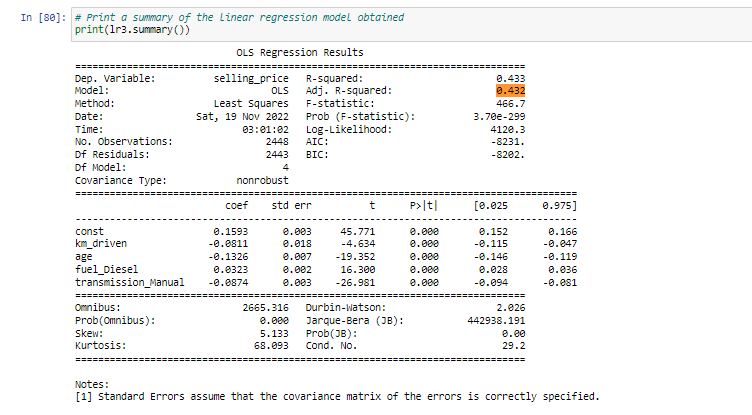 In [80]: # Print a summary of the linear regression model obtained
print(lr3.summary())
OLS Regression Results
==============================================================================
Dep. Variable: selling_price R-squared: 0.433
Model: OLS Adj. R-squared: 0.432
Method: Least Squares F-statistic: 466.7
Date: Sat, 19 Nov 2022 Prob (F-statistic): 3.70e-299
Time: 03:01:02 Log-Likelihood: 4120.3
No. Observations: 2448 AIC: -8231.
Df Residuals: 2443 BIC: -8202.
Df Model: 4
Covariance Type: nonrobust
=======================================================================================
coef std err t P>|t| [0.025 0.975]
---------------------------------------------------------------------------------------
const 0.1593 0.003 45.771 0.000 0.152 0.166
km_driven -0.0811 0.018 -4.634 0.000 -0.115 -0.047
age -0.1326 0.007 -19.352 0.000 -0.146 -0.119
fuel_Diesel 0.0323 0.002 16.300 0.000 0.028 0.036
transmission_Manual -0.0874 0.003 -26.981 0.000 -0.094 -0.081
==============================================================================
Omnibus: 2665.316 Durbin-Watson: 2.026
Prob(Omnibus): 0.000 Jarque-Bera (JB): 442938.191
Skew: 5.133 Prob(JB): 0.00
Kurtosis: 68.093 Cond. No. 29.2
==============================================================================
Notes:
[1] Standard Errors assume that the covariance matrix of the errors is correctly specified.